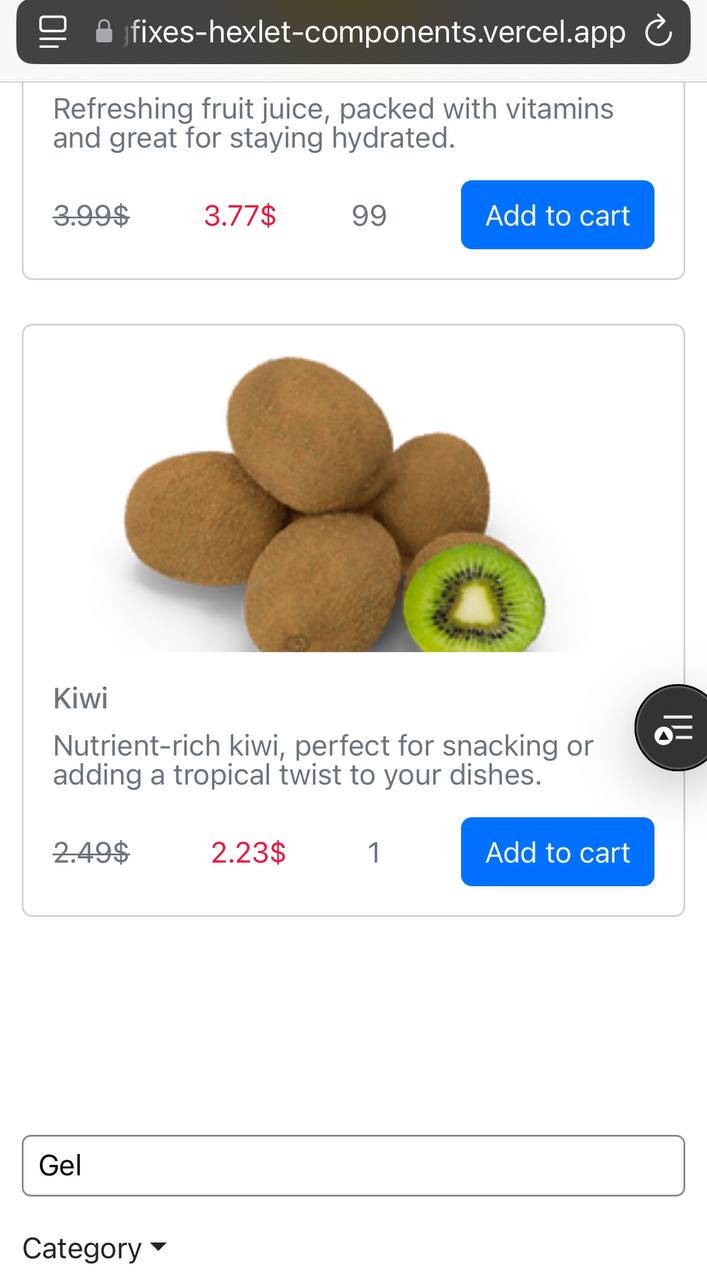 fixes-hexlet-components.vercel.app
Refreshing fruit juice, packed with vitamins
and great for staying hydrated.
3.99$ 3.77$ 99 Add to cart
Kiwi
Nutrient-rich kiwi, perfect for snacking or
adding a tropical twist to your dishes.
2.49$ 2.23$ 1 Add to cart
Gel
Category